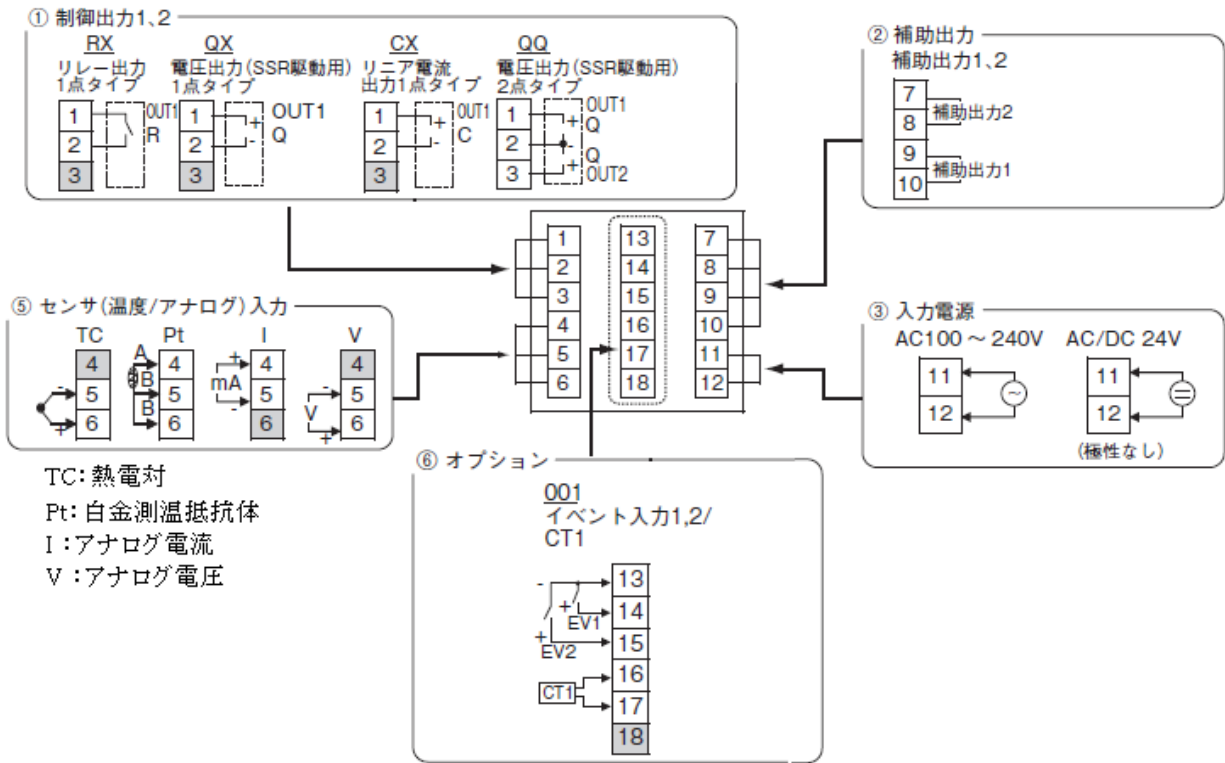 ① 制御出力1、2
RX
リレー出力
1点タイプ
1
2
3
OUT1
R
QX
電圧出力(SSR駆動用)
1点タイプ
1
2
3
+
-
OUT1
Q
CX
リニア電流
出力1点タイプ
1
2
3
+
-
OUT1
C
QQ
電圧出力(SSR駆動用)
2点タイプ
1
2
3
+
-
+
OUT1
Q
Q
OUT2
② 補助出力
補助出力1、2
7
8
9
10
補助出力2
補助出力1
1
2
3
4
5
6
13
14
15
16
17
18
7
8
9
10
11
12
⑤ センサ(温度/アナログ)入力
TC
4
5
6
-
+
Pt
A
B
B
4
5
6
I
+
mA
-
4
5
6
V
-
V
+
4
5
6
TC:熱電対
Pt:白金測温抵抗体
I:アナログ電流
V:アナログ電圧
③ 入力電源
AC100 ~ 240V
11
12
~
AC/DC 24V
11
12
(極性なし)
⑥ オプション
001
イベント入力1,2/
CT1
-
+
EV1
+
EV2
CT1
13
14
15
16
17
18